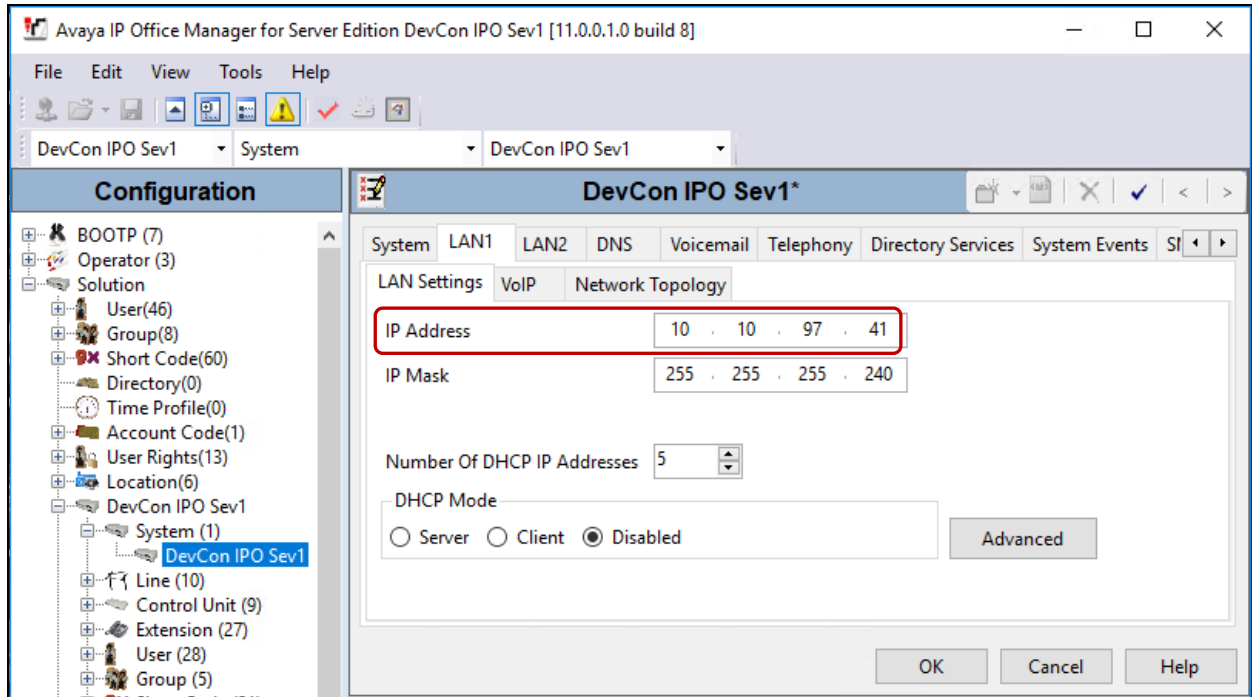 Avaya IP Office Manager for Server Edition DevCon IPO Sev1 [11.0.0.1.0 build 8]
File Edit View Tools Help
DevCon IPO Sev1 System DevCon IPO Sev1
Configuration
BOOTP (7)
Operator (3)
Solution
User(46)
Group(8)
Short Code(60)
Directory(0)
Time Profile(0)
Account Code(1)
User Rights(13)
Location(6)
DevCon IPO Sev1
System (1)
DevCon IPO Sev1
Line (10)
Control Unit (9)
Extension (27)
User (28)
Group (5)
DevCon IPO Sev1*
System LAN1 LAN2 DNS Voicemail Telephony Directory Services System Events
LAN Settings VoIP Network Topology
IP Address 10 . 10 . 97 . 41
IP Mask 255 . 255 . 255 . 240
Number Of DHCP IP Addresses 5
DHCP Mode
Server Client Disabled
Advanced
OK Cancel Help